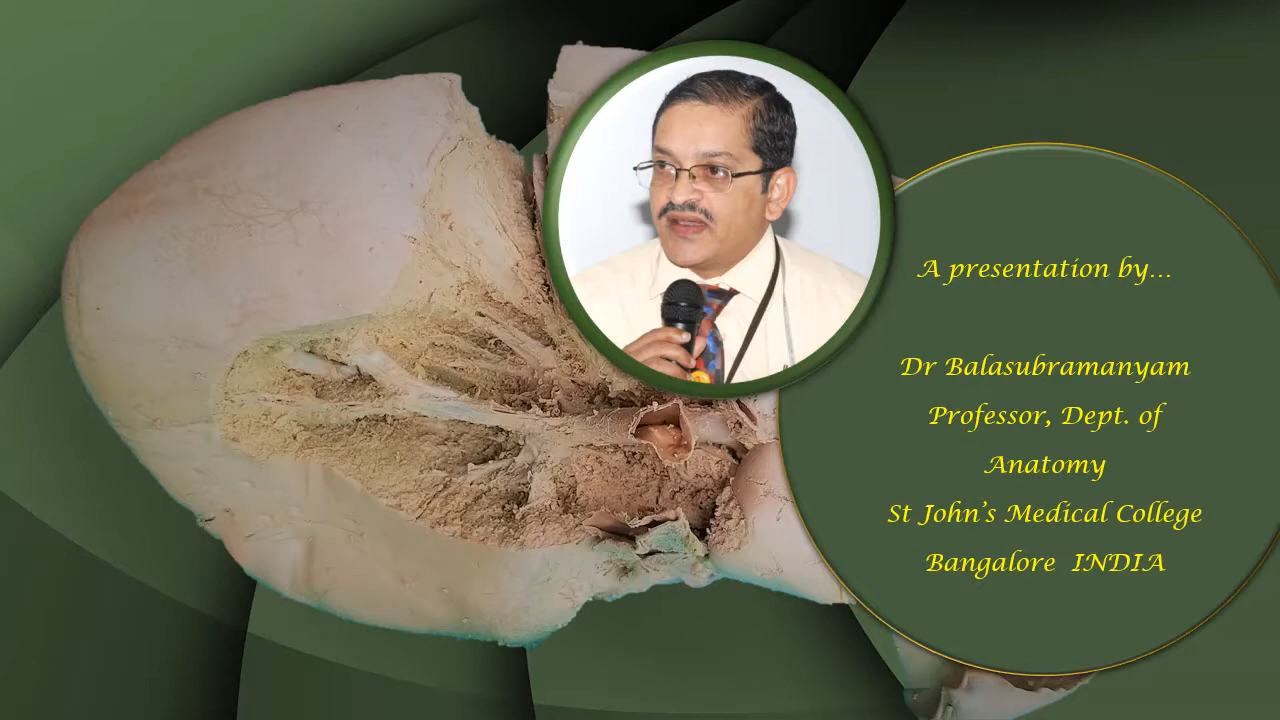 A presentation by...
Dr Balasubramanyam
Professor, Dept. of
Anatomy
St John's Medical College
Bangalore INDIA